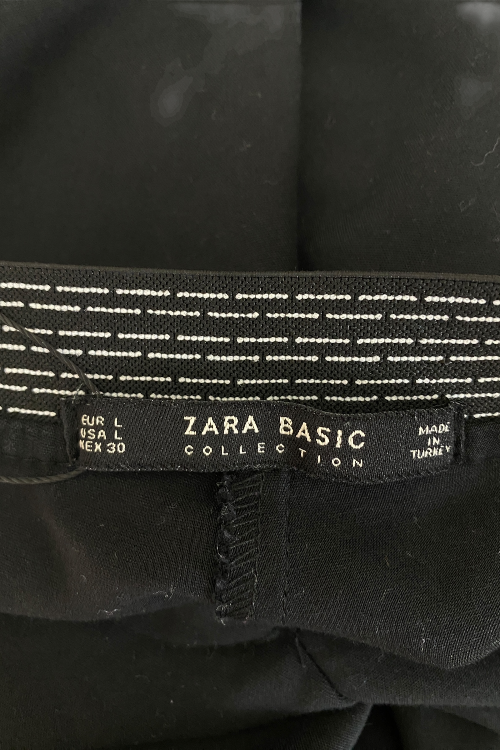 EUR L
USA L
MEX 30
ZARA BASIC
COLLECTION
MADE
IN
TURKEY